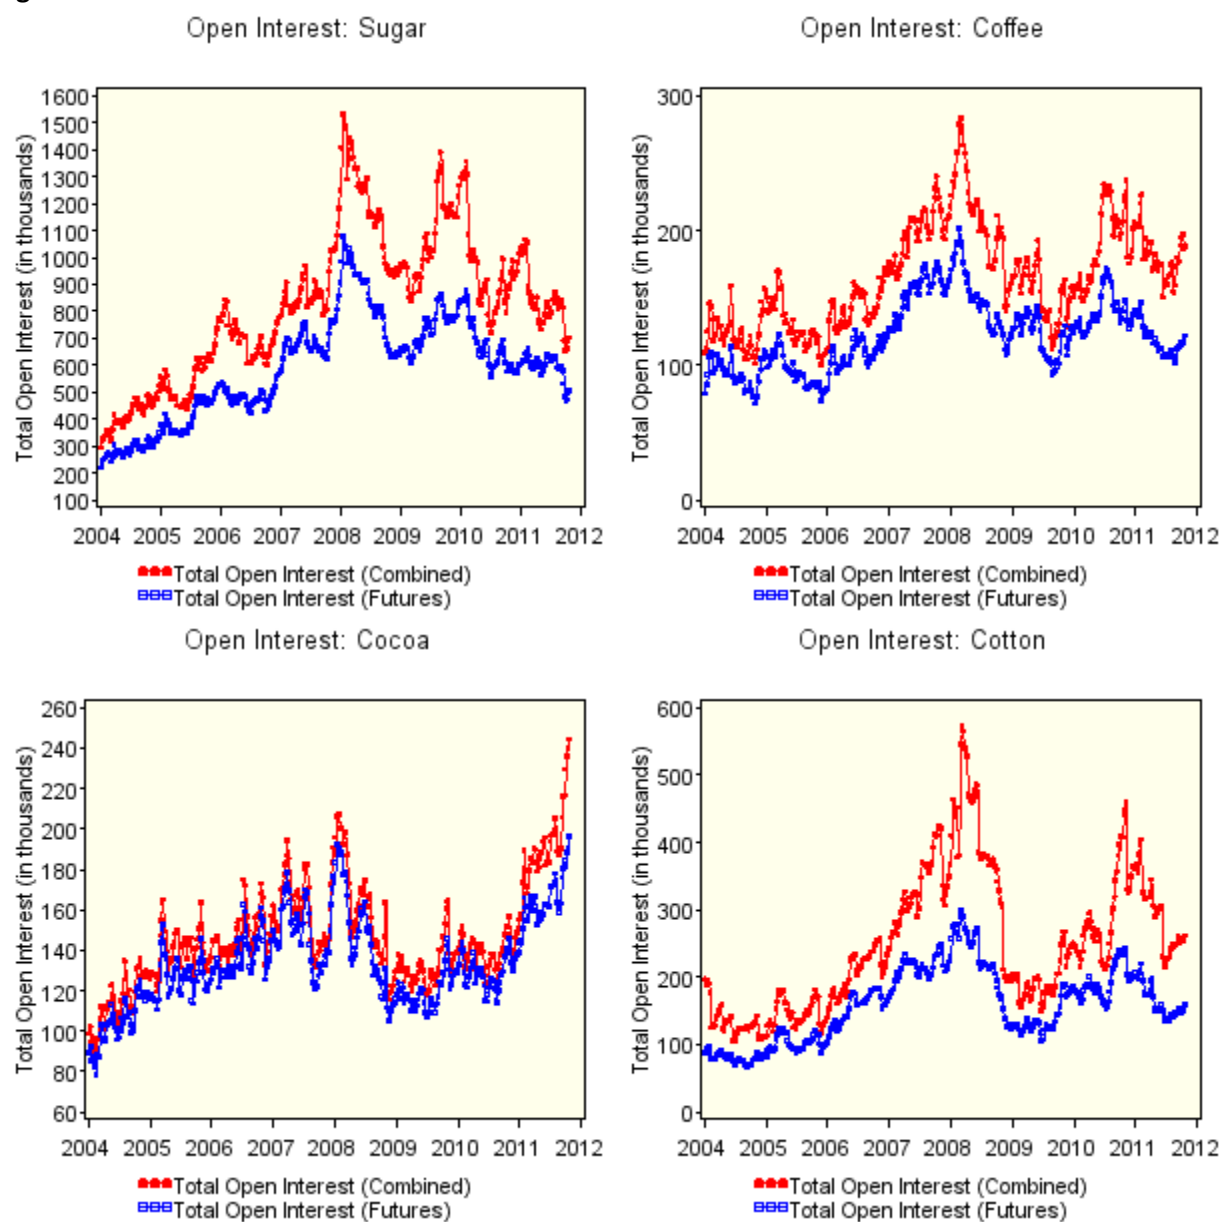 Open Interest: Sugar
Total Open Interest (in thousands)
1600
1500
1400
1300
1200
1100
1000
900
800
700
600
500
400
300
200
100
2004 2005 2006 2007 2008 2009 2010 2011 2012
Total Open Interest (Combined)
Total Open Interest (Futures)
Open Interest: Coffee
Total Open Interest (in thousands)
300
200
100
0
2004 2005 2006 2007 2008 2009 2010 2011 2012
Total Open Interest (Combined)
Total Open Interest (Futures)
Open Interest: Cocoa
Total Open Interest (in thousands)
260
240
220
200
180
160
140
120
100
80
60
2004 2005 2006 2007 2008 2009 2010 2011 2012
Total Open Interest (Combined)
Total Open Interest (Futures)
Open Interest: Cotton
Total Open Interest (in thousands)
600
500
400
300
200
100
0
2004 2005 2006 2007 2008 2009 2010 2011 2012
Total Open Interest (Combined)
Total Open Interest (Futures)